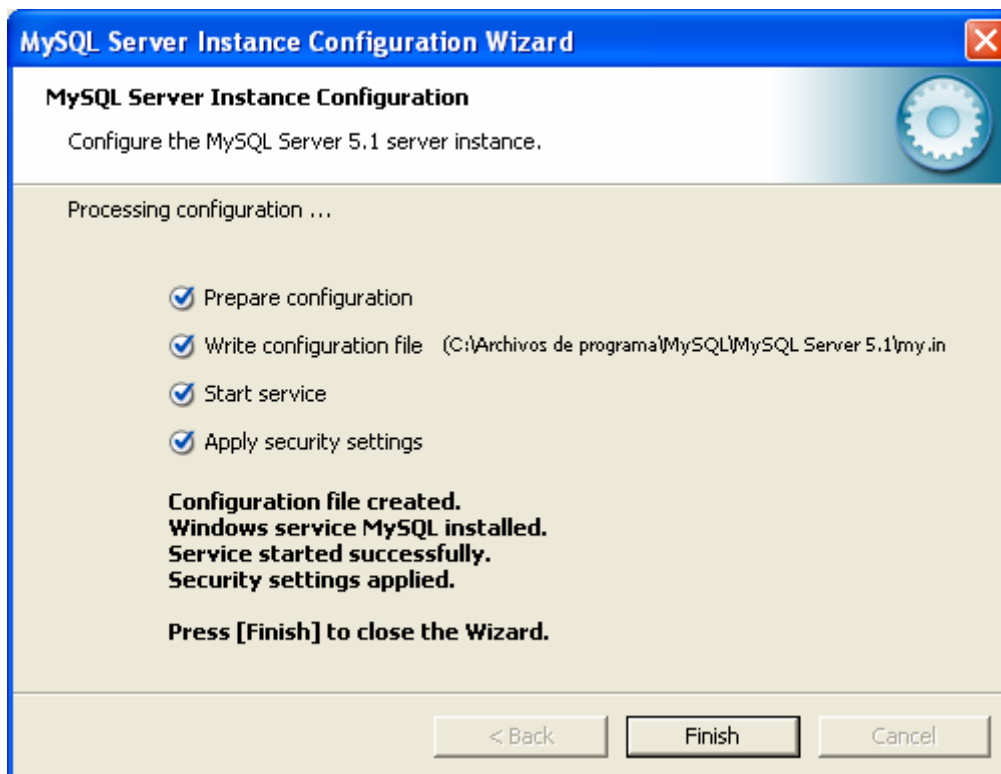 MySQL Server Instance Configuration Wizard
MySQL Server Instance Configuration
Configure the MySQL Server 5.1 server instance.
Processing configuration ...
Prepare configuration
Write configuration file (C:\Archivos de programa\MySQL\MySQL Server 5.1\my.in
Start service
Apply security settings
Configuration file created.
Windows service MySQL installed.
Service started successfully.
Security settings applied.
Press [Finish] to close the Wizard.
< Back Finish Cancel